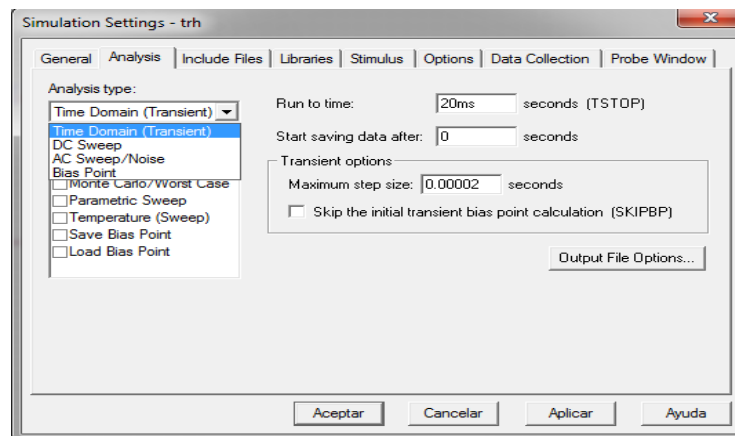 Simulation Settings - trh
General Analysis Include Files Libraries Stimulus Options Data Collection Probe Window
Analysis type:
Time Domain (Transient)
Time Domain (Transient)
DC Sweep
AC Sweep/Noise
Bias Point
Monte Carlo/Worst Case
Parametric Sweep
Temperature (Sweep)
Save Bias Point
Load Bias Point
Run to time: 20ms seconds (TSTOP)
Start saving data after: 0 seconds
Transient options
Maximum step size: 0.00002 seconds
Skip the initial transient bias point calculation (SKIPBP)
Output File Options...
Aceptar Cancelar Aplicar Ayuda